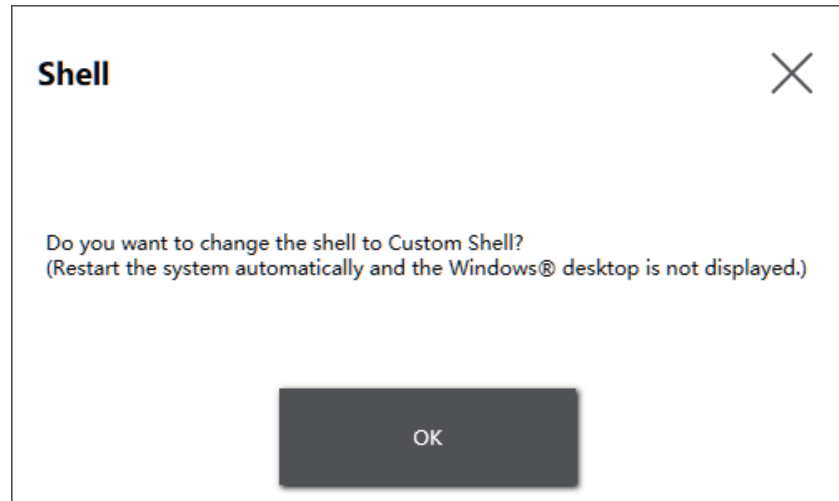 Shell
Do you want to change the shell to Custom Shell?
(Restart the system automatically and the Windows® desktop is not displayed.)
OK